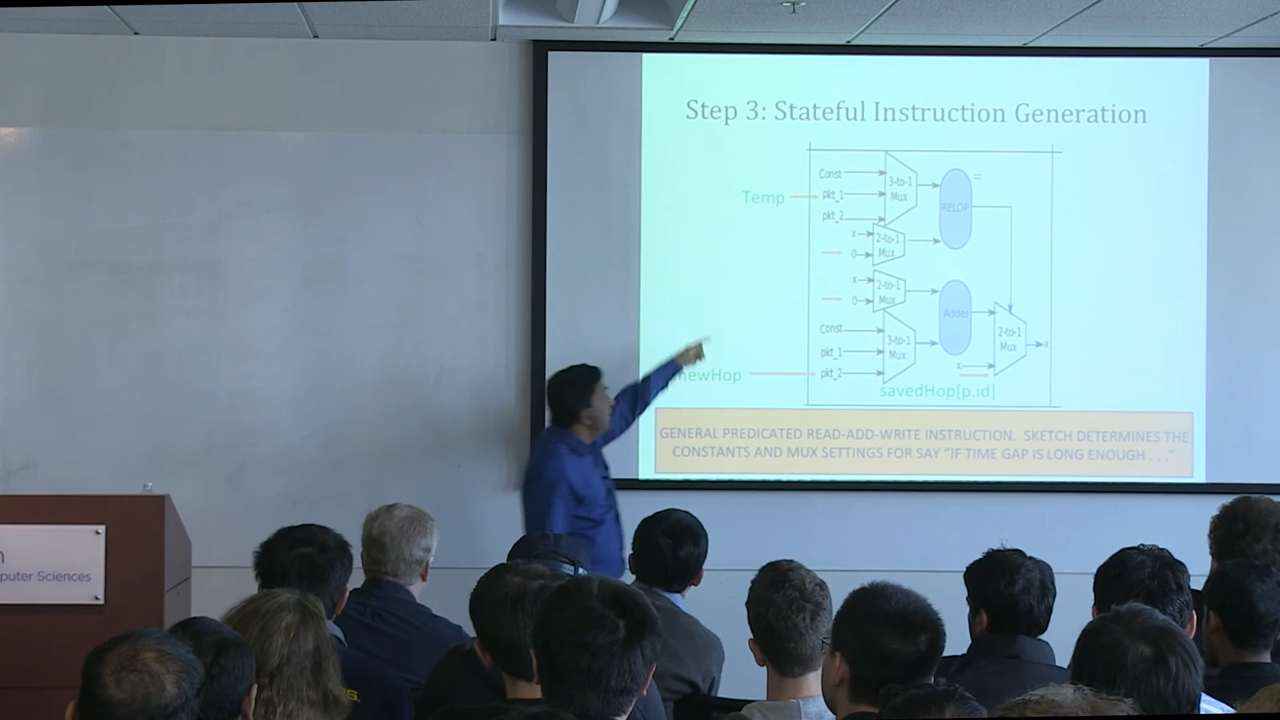 Step 3: Stateful Instruction Generation
Const
pkt_1
pkt_2
3-to-1
Mux
RELOP
=
Temp
x
0
2-to-1
Mux
x
0
2-to-1
Mux
Adder
Const
pkt_1
pkt_2
3-to-1
Mux
2-to-1
Mux
x
x
newHop
savedHop[p.id]
GENERAL PREDICATED READ-ADD-WRITE INSTRUCTION. SKETCH DETERMINES THE
CONSTANTS AND MUX SETTINGS FOR SAY "IF TIME GAP IS LONG ENOUGH . . ."
n
puter Sciences
S